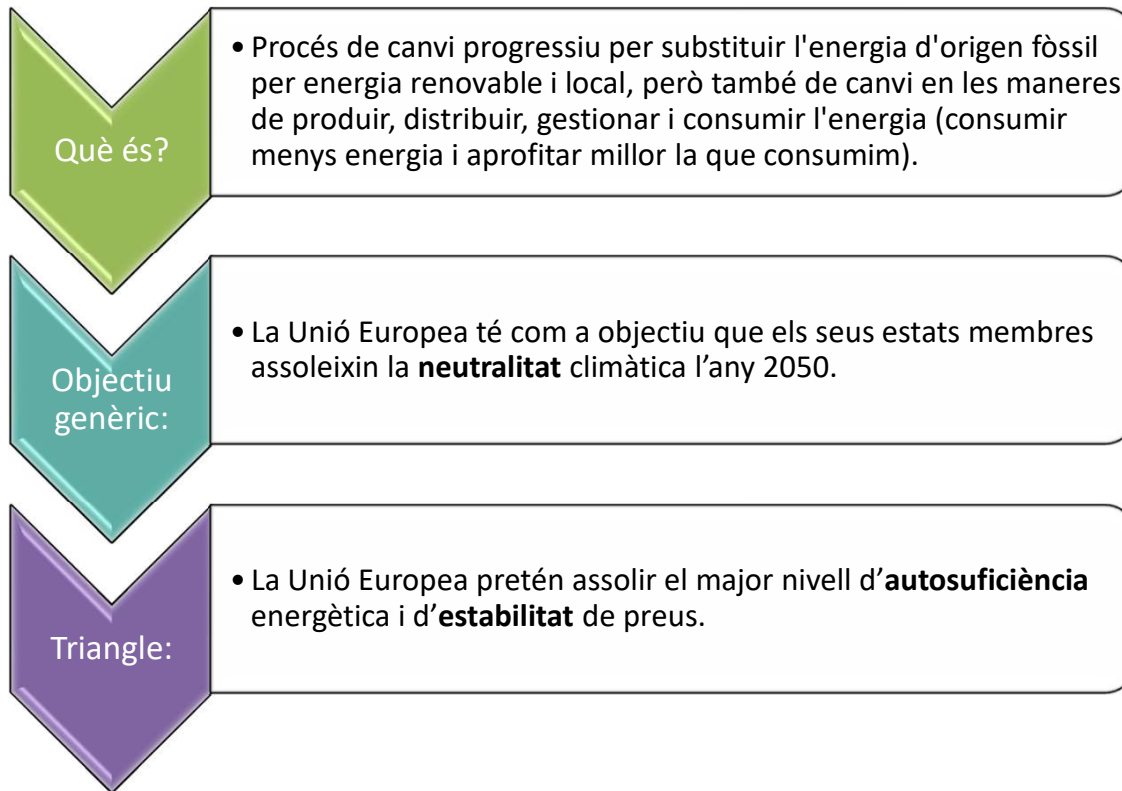 Què és?
• Procés de canvi progressiu per substituir l'energia d'origen fòssil
per energia renovable i local, però també de canvi en les maneres
de produir, distribuir, gestionar i consumir l'energia (consumir
menys energia i aprofitar millor la que consumim).
Objectiu
genèric:
• La Unió Europea té com a objectiu que els seus estats membres
assoleixin la neutralitat climàtica l’any 2050.
Triangle:
• La Unió Europea pretén assolir el major nivell d’autosuficiència
energètica i d’estabilitat de preus.